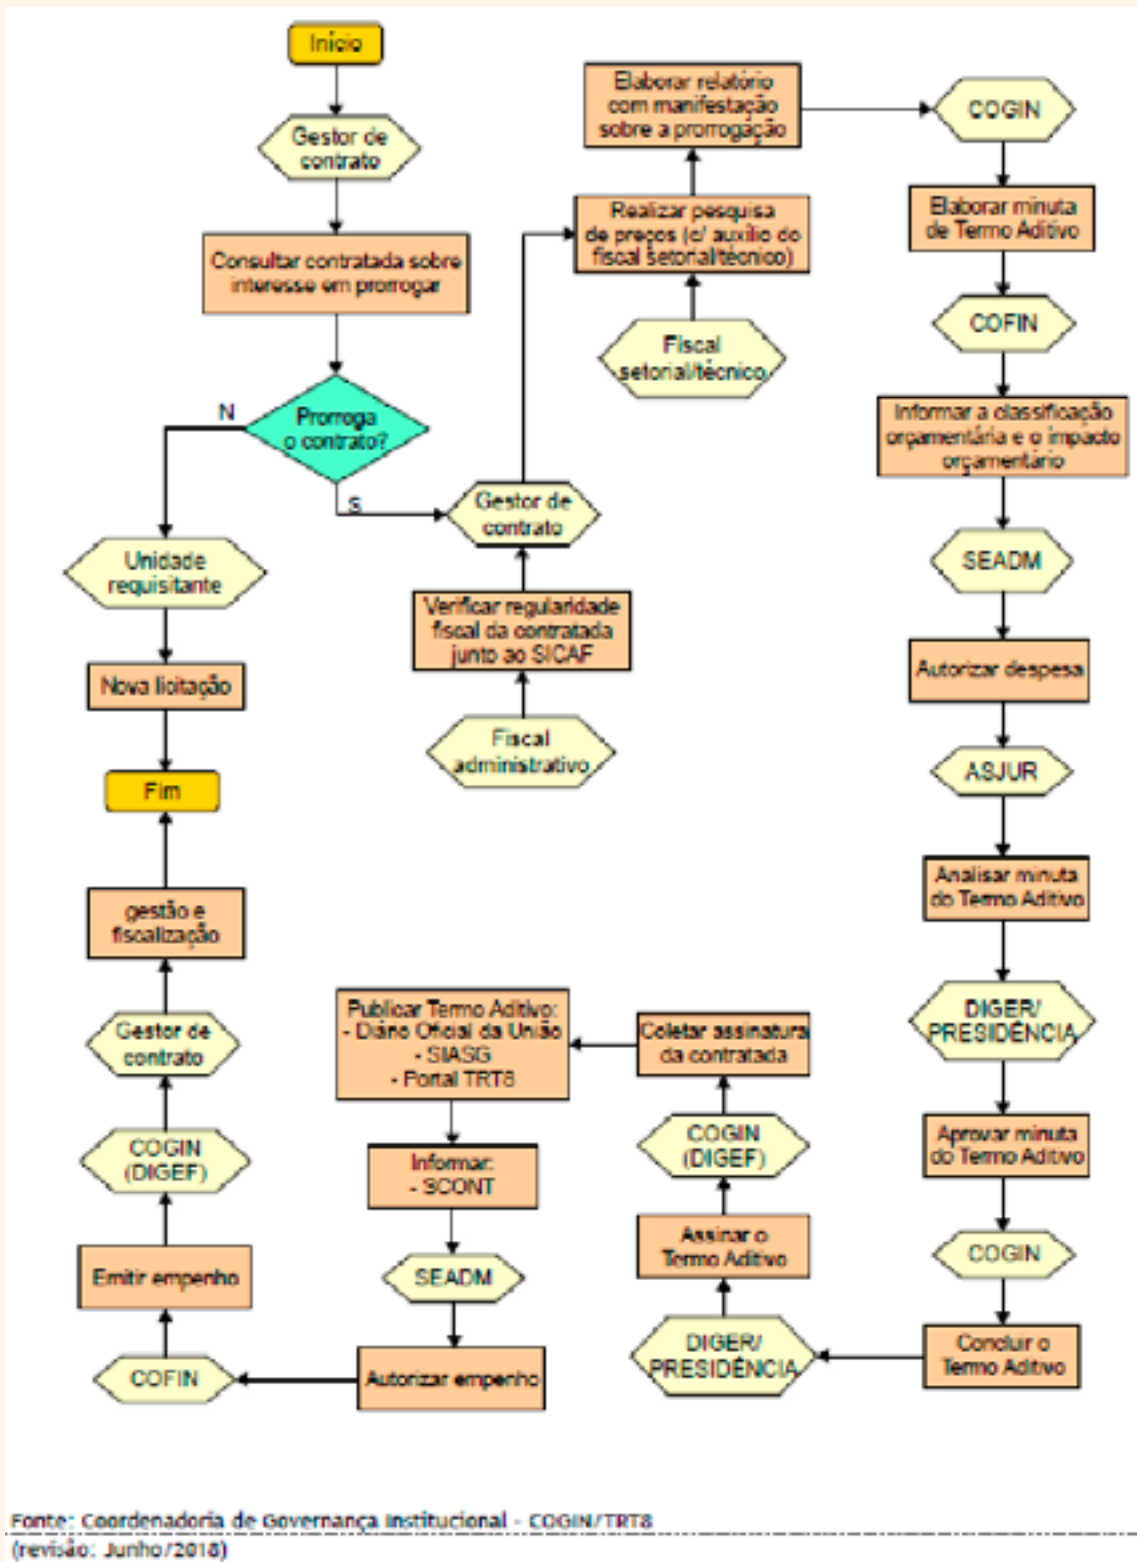 Início
Gestor de
contrato
Consultar contratada sobre
interesse em prorrogar
Prorroga
o contrato?
N
S
Unidade
requisitante
Nova licitação
Fim
Gestor de
contrato
Verificar regularidade
fiscal da contratada
junto ao SICAF
Fiscal
administrativo
Elaborar relatório
com manifestação
sobre a prorrogação
Realizar pesquisa
de preços (c/ auxílio do
fiscal setorial/técnico)
Fiscal
setorial/técnico
COGIN
Elaborar minuta
de Termo Aditivo
COFIN
Informar a classificação
orçamentária e o impacto
orçamentário
SEADM
Autorizar despesa
ASJUR
Analisar minuta
do Termo Aditivo
DIGER/
PRESIDÊNCIA
Aprovar minuta
do Termo Aditivo
COGIN
Concluir o
Termo Aditivo
DIGER/
PRESIDÊNCIA
Assinar o
Termo Aditivo
COGIN
(DIGEF)
Coletar assinatura
da contratada
Publicar Termo Aditivo:
- Diário Oficial da União
- SIASG
- Portal TRT8
Informar:
- SCONT
SEADM
Autorizar empenho
COFIN
Emitir empenho
COGIN
(DIGEF)
Gestor de
contrato
gestão e
fiscalização
Fonte: Coordenadoria de Governança Institucional - COGIN/TRT8
(revisão: Junho/2018)